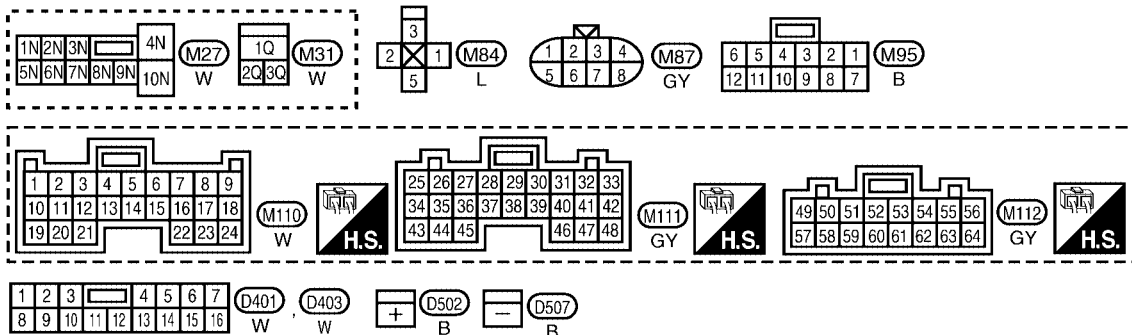 1N 2N 3N 4N
5N 6N 7N 8N 9N 10N
M27
W
1Q
2Q 3Q
M31
W
3
2 1
5
M84
L
1 2 3 4
5 6 7 8
M87
GY
6 5 4 3 2 1
12 11 10 9 8 7
M95
B
1 2 3 4 5 6 7 8 9
10 11 12 13 14 15 16 17 18
19 20 21 22 23 24
M110
W
H.S.
25 26 27 28 29 30 31 32 33
34 35 36 37 38 39 40 41 42
43 44 45 46 47 48
M111
GY
H.S.
49 50 51 52 53 54 55 56
57 58 59 60 61 62 63 64
M112
GY
H.S.
1 2 3 4 5 6 7
8 9 10 11 12 13 14 15 16
D401 , D403
W W
+
D502
B
−
D507
B